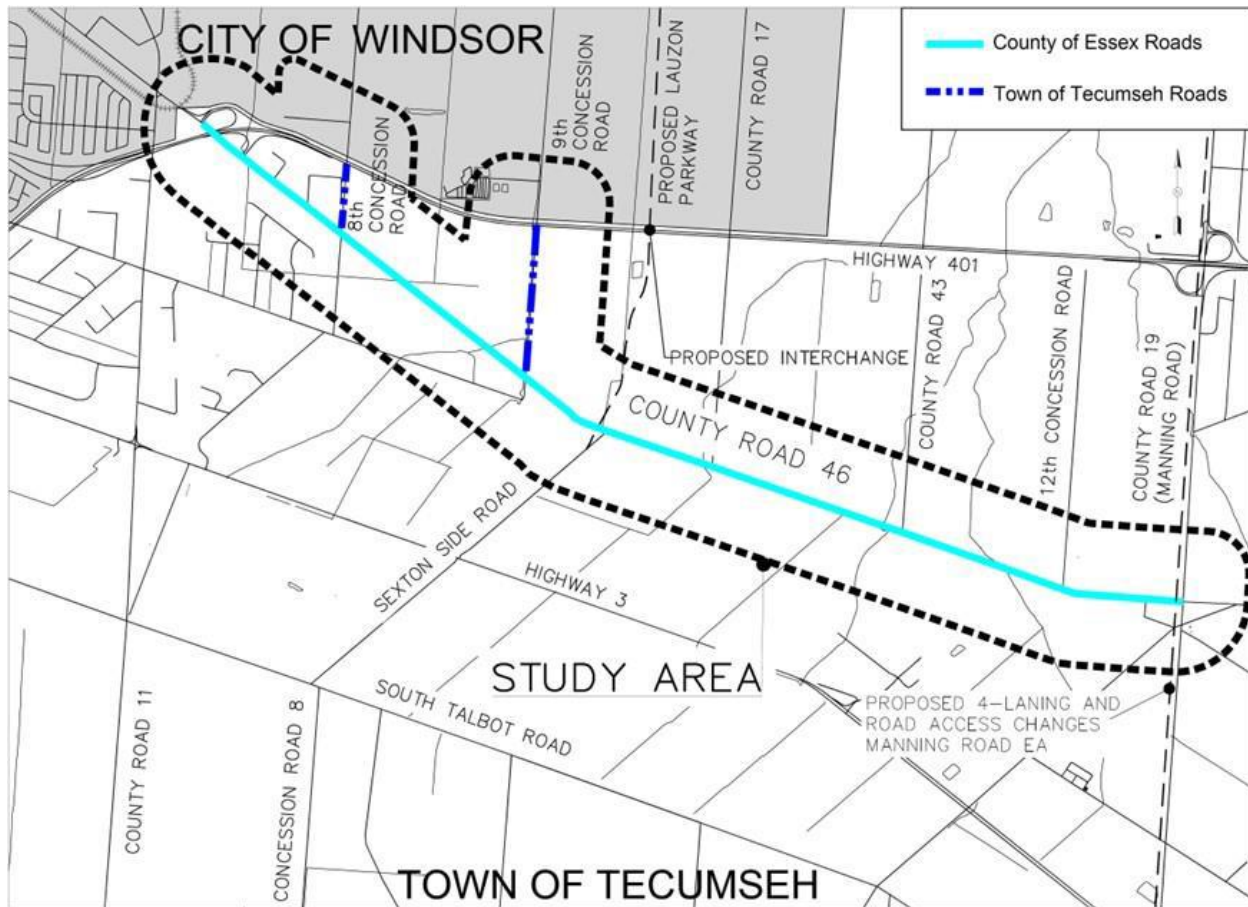 CITY OF WINDSOR
County of Essex Roads
Town of Tecumseh Roads
8th
CONCESSION
ROAD
9th
CONCESSION
ROAD
PROPOSED LAUZON
PARKWAY
COUNTY ROAD 17
HIGHWAY 401
PROPOSED INTERCHANGE
COUNTY ROAD 43
12th CONCESSION ROAD
COUNTY ROAD 19
(MANNING ROAD)
COUNTY ROAD 46
SEXTON SIDE ROAD
HIGHWAY 3
STUDY AREA
PROPOSED 4-LANING AND
ROAD ACCESS CHANGES
MANNING ROAD EA
SOUTH TALBOT ROAD
COUNTY ROAD 11
CONCESSION ROAD 8
TOWN OF TECUMSEH